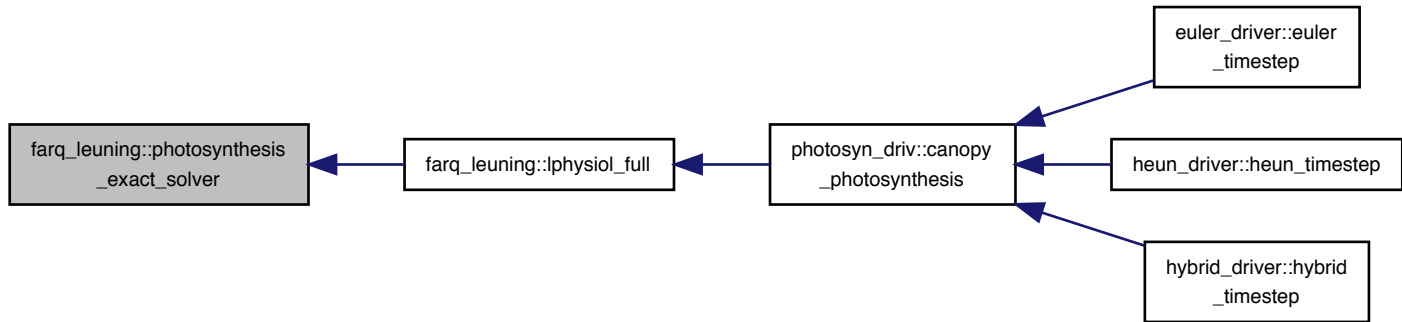 farq_leuning::photosynthesis
_exact_solver
farq_leuning::lphysiol_full
photosyn_driv::canopy
_photosynthesis
euler_driver::euler
_timestep
heun_driver::heun_timestep
hybrid_driver::hybrid
_timestep